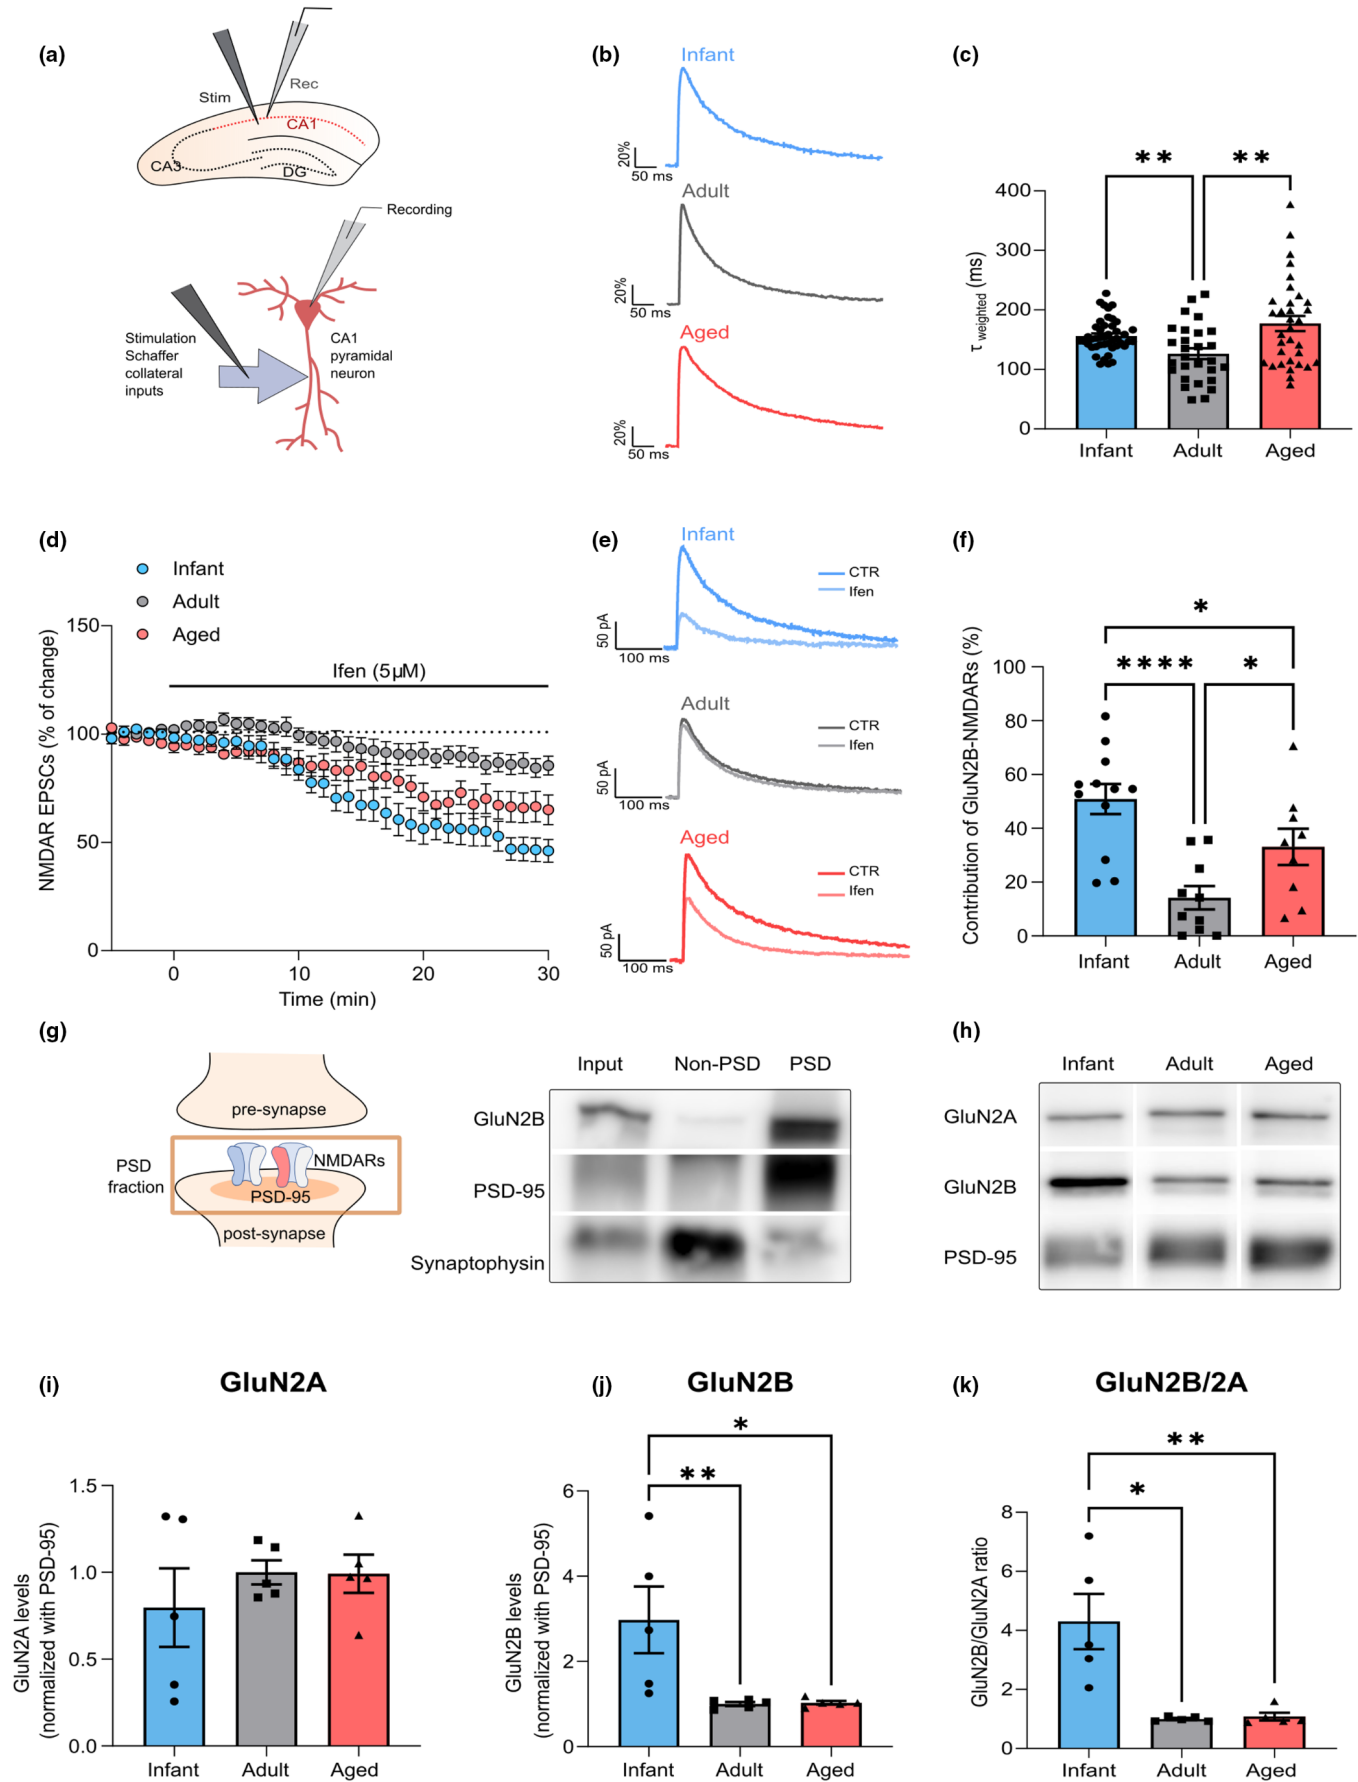 (a)
Stim
Rec
CA1
CA3
DG
Recording
Stimulation
Schaffer
collateral
inputs
CA1
pyramidal
neuron
(b)
Infant
20%
50 ms
Adult
20%
50 ms
Aged
20%
50 ms
(c)
** **
400
300
200
100
0
τ weighted (ms)
Infant Adult Aged
(d)
Infant
Adult
Aged
Ifen (5µM)
150
100
50
0
NMDAR EPSCs (% of change)
0 10 20 30
Time (min)
(e)
Infant
CTR
Ifen
50 pA
100 ms
Adult
CTR
Ifen
50 pA
100 ms
Aged
CTR
Ifen
50 pA
100 ms
(f)
*
**** *
100
80
60
40
20
0
Contribution of GluN2B-NMDARs (%)
Infant Adult Aged
(g)
pre-synapse
PSD
fraction
NMDARs
PSD-95
post-synapse
Input Non-PSD PSD
GluN2B
PSD-95
Synaptophysin
(h)
Infant Adult Aged
GluN2A
GluN2B
PSD-95
(i)
GluN2A
1.5
1.0
0.5
0.0
GluN2A levels
(normalized with PSD-95)
Infant Adult Aged
(j)
GluN2B
*
**
6
4
2
0
GluN2B levels
(normalized with PSD-95)
Infant Adult Aged
(k)
GluN2B/2A
**
*
8
6
4
2
0
GluN2B/GluN2A ratio
Infant Adult Aged